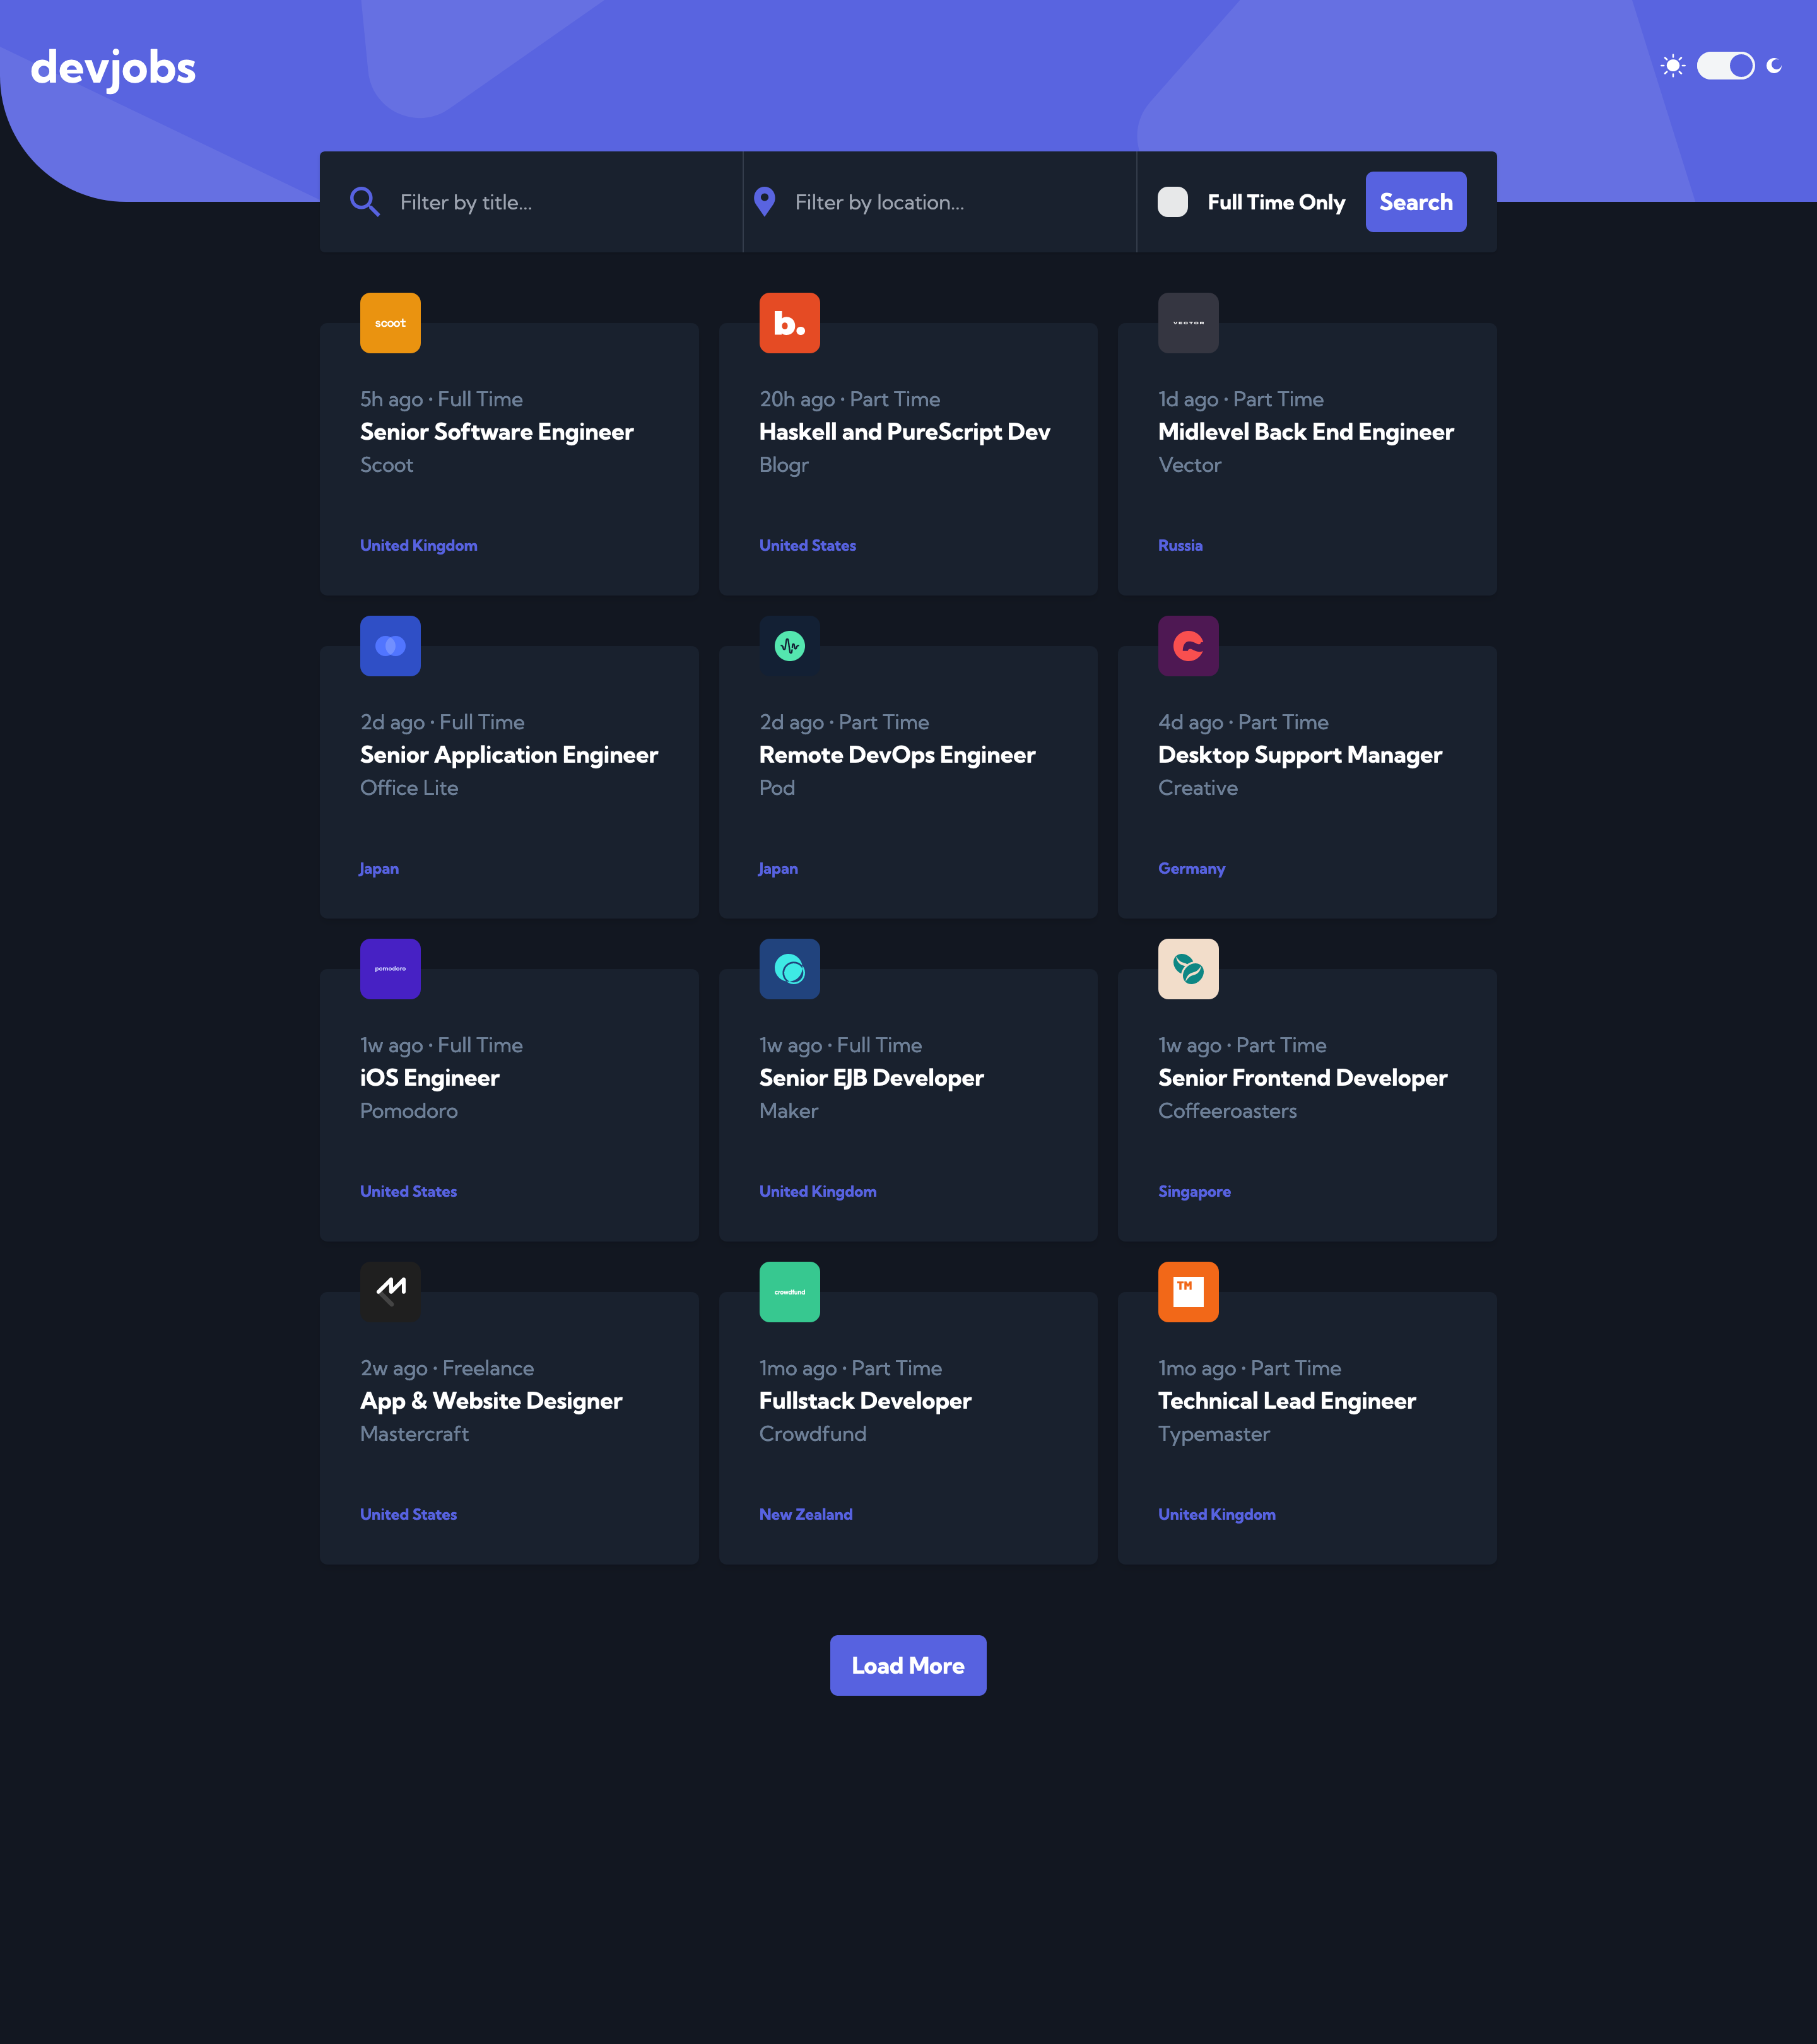 devjobs
Filter by title...
Filter by location...
Full Time Only
Search
scoot
5h ago • Full Time
Senior Software Engineer
Scoot
United Kingdom
b.
20h ago • Part Time
Haskell and PureScript Dev
Blogr
United States
VECTOR
1d ago • Part Time
Midlevel Back End Engineer
Vector
Russia
2d ago • Full Time
Senior Application Engineer
Office Lite
Japan
2d ago • Part Time
Remote DevOps Engineer
Pod
Japan
4d ago • Part Time
Desktop Support Manager
Creative
Germany
pomodoro
1w ago • Full Time
iOS Engineer
Pomodoro
United States
1w ago • Full Time
Senior EJB Developer
Maker
United Kingdom
1w ago • Part Time
Senior Frontend Developer
Coffeeroasters
Singapore
2w ago • Freelance
App & Website Designer
Mastercraft
United States
crowdfund
1mo ago • Part Time
Fullstack Developer
Crowdfund
New Zealand
TM
1mo ago • Part Time
Technical Lead Engineer
Typemaster
United Kingdom
Load More